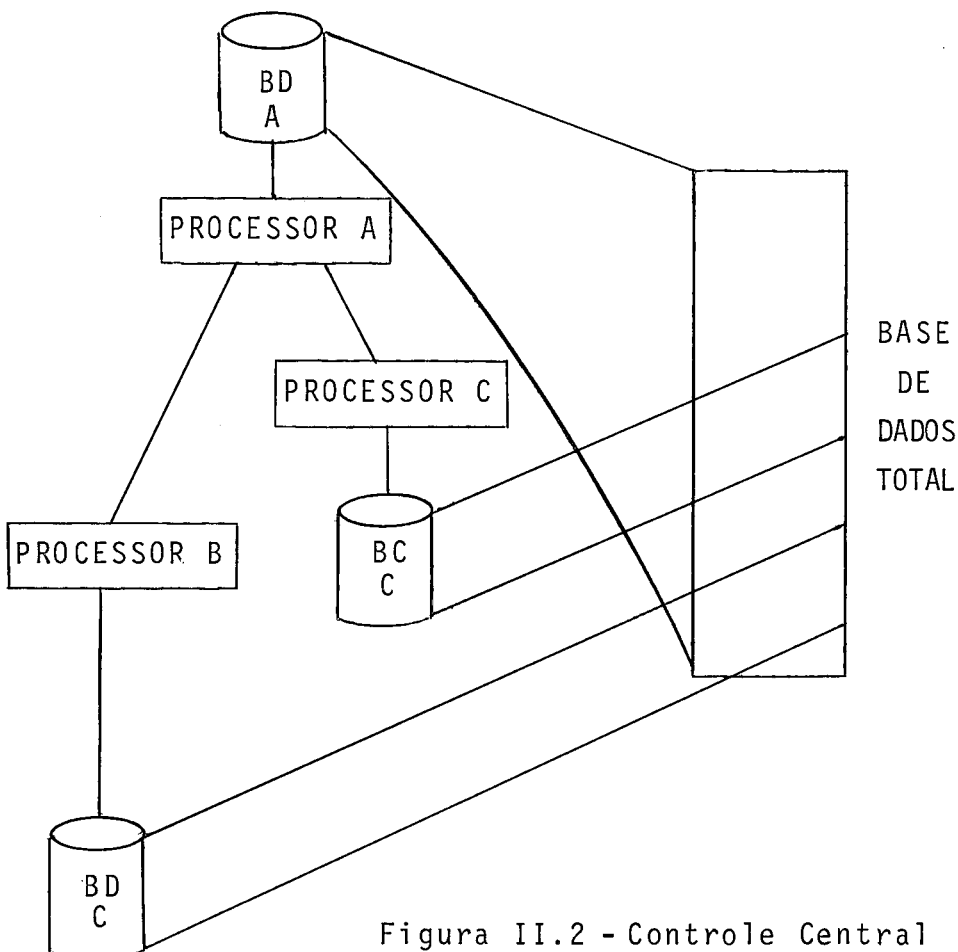 BD
A
PROCESSOR A
PROCESSOR C
BASE
DE
DADOS
TOTAL
PROCESSOR B
BC
C
BD
C
Figura II.2 - Controle Central